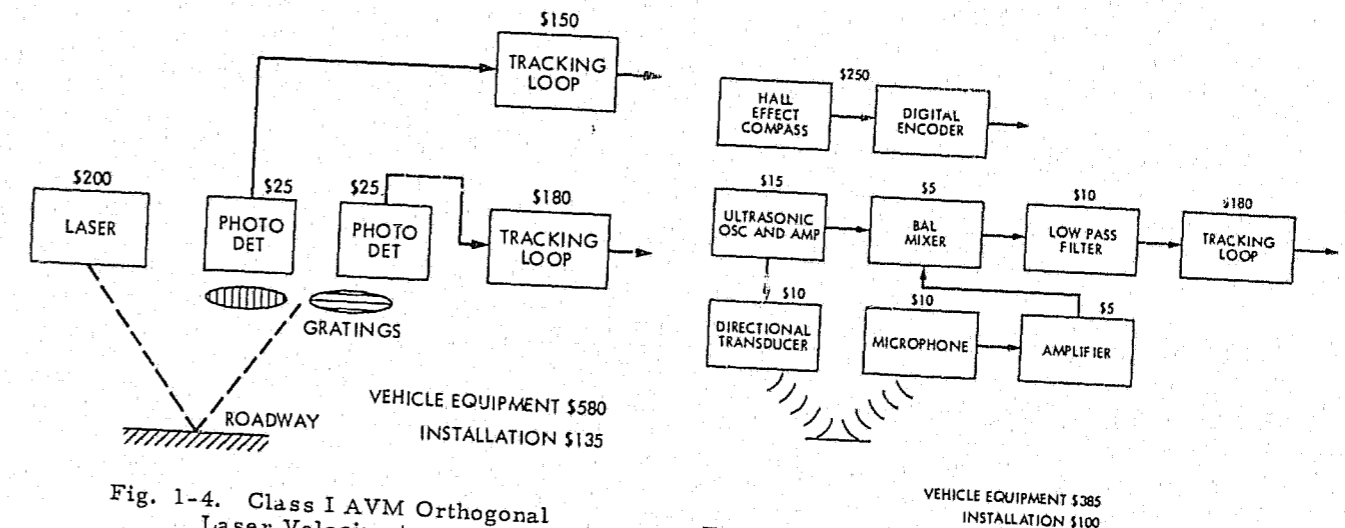 $150
TRACKING
LOOP
$200
LASER
$25
PHOTO
DET
$25
PHOTO
DET
$180
TRACKING
LOOP
GRATINGS
ROADWAY
VEHICLE EQUIPMENT $580
INSTALLATION $135
Fig. 1-4. Class I AVM Orthogonal
$250
HALL
EFFECT
COMPASS
DIGITAL
ENCODER
$15
ULTRASONIC
OSC AND AMP
$5
BAL
MIXER
$10
LOW PASS
FILTER
$180
TRACKING
LOOP
$10
DIRECTIONAL
TRANSDUCER
$10
MICROPHONE
$5
AMPLIFIER
VEHICLE EQUIPMENT $385
INSTALLATION $100